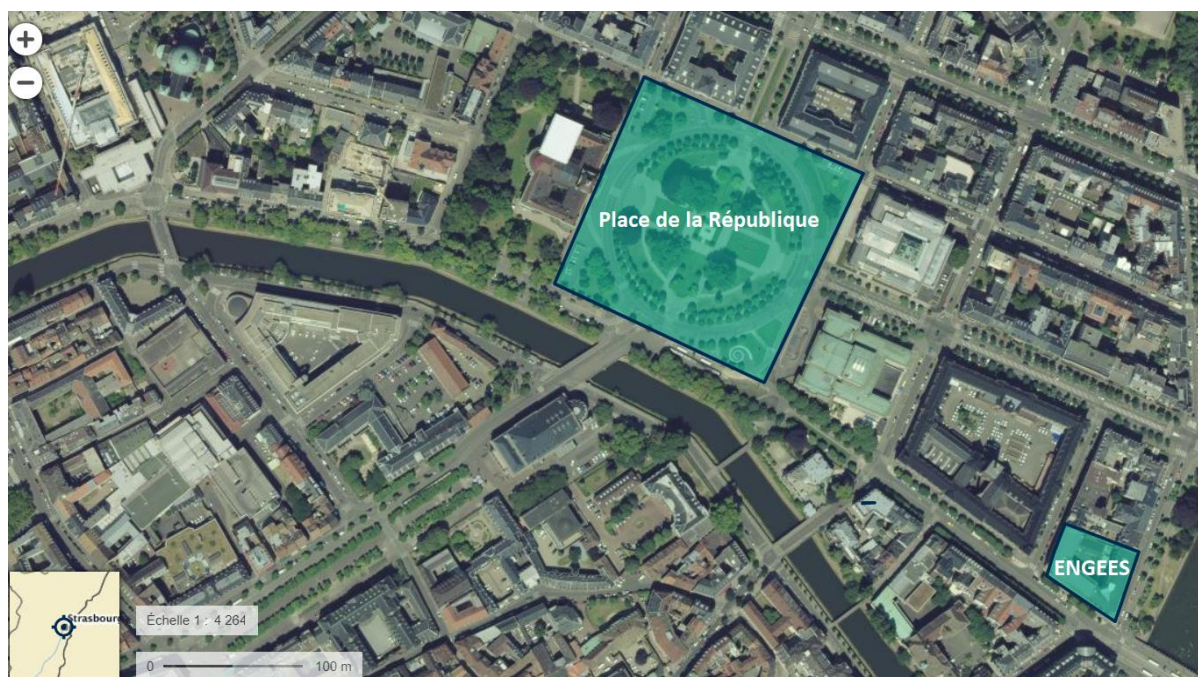 +
−
Place de la République
ENGEES
Strasbourg
Échelle 1 : 4 264
0 100 m